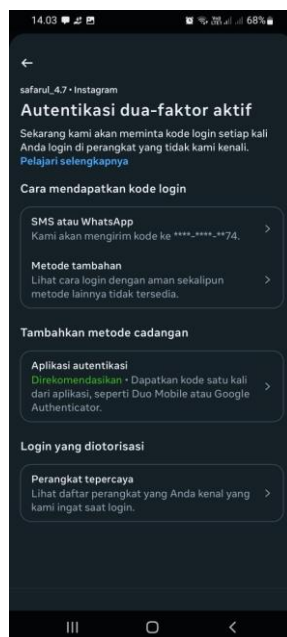 14.03 68%
safarul_4.7 • Instagram
Autentikasi dua-faktor aktif
Sekarang kami akan meminta kode login setiap kali
Anda login di perangkat yang tidak kami kenali.
Pelajari selengkapnya
Cara mendapatkan kode login
SMS atau WhatsApp
Kami akan mengirim kode ke ****-****-**74.
Metode tambahan
Lihat cara login dengan aman sekalipun
metode lainnya tidak tersedia.
Tambahkan metode cadangan
Aplikasi autentikasi
Direkomendasikan • Dapatkan kode satu kali
dari aplikasi, seperti Duo Mobile atau Google
Authenticator.
Login yang diotorisasi
Perangkat tepercaya
Lihat daftar perangkat yang Anda kenal yang
kami ingat saat login.